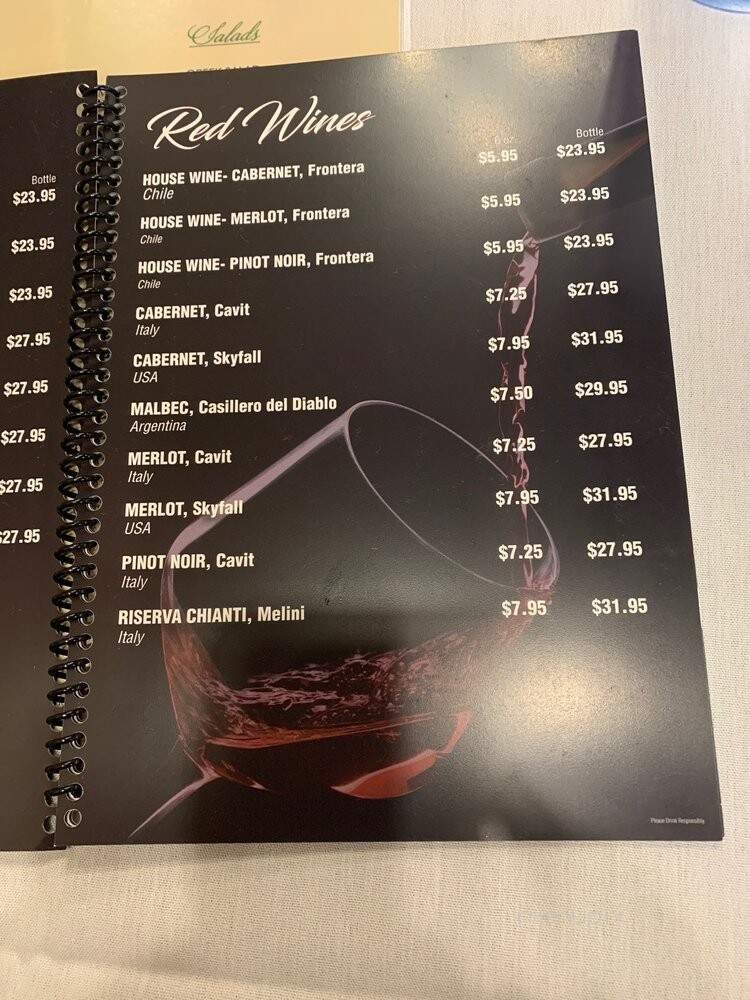 Salads
Bottle
$23.95
$23.95
$23.95
$27.95
$27.95
$27.95
$27.95
$27.95
Red Wines
6 oz. Bottle
HOUSE WINE- CABERNET, Frontera $5.95 $23.95
Chile
HOUSE WINE- MERLOT, Frontera $5.95 $23.95
Chile
HOUSE WINE- PINOT NOIR, Frontera $5.95 $23.95
Chile
CABERNET, Cavit $7.25 $27.95
Italy
CABERNET, Skyfall $7.95 $31.95
USA
MALBEC, Casillero del Diablo $7.50 $29.95
Argentina
MERLOT, Cavit $7.25 $27.95
Italy
MERLOT, Skyfall $7.95 $31.95
USA
PINOT NOIR, Cavit $7.25 $27.95
Italy
RISERVA CHIANTI, Melini $7.95 $31.95
Italy
Please Drink Responsibly